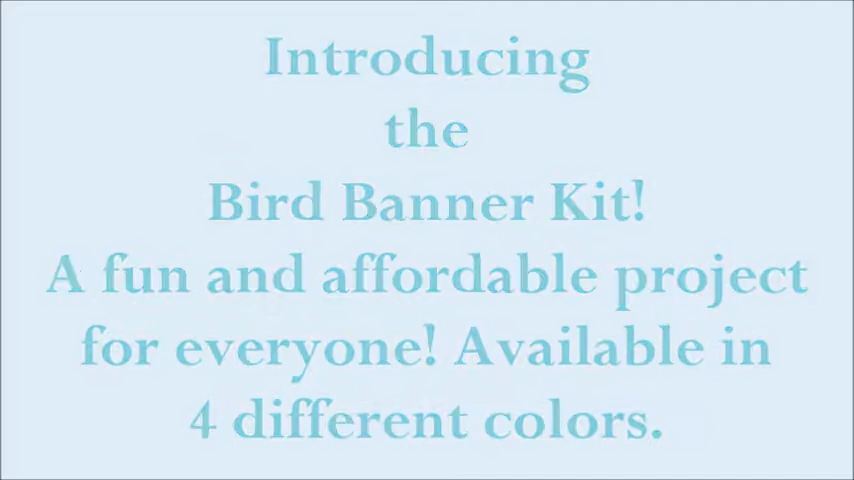 Introducing
the
Bird Banner Kit!
A fun and affordable project
for everyone! Available in
4 different colors.